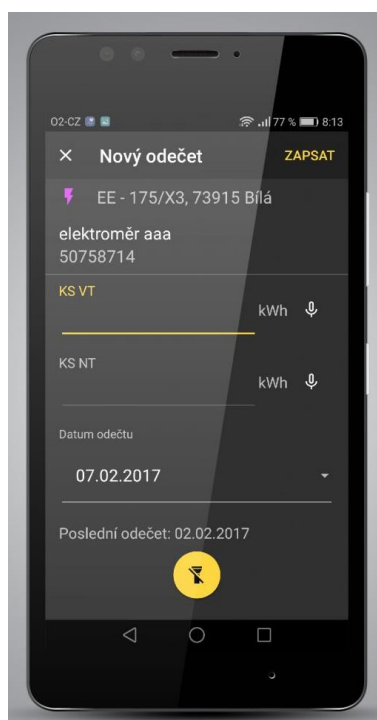 O2-CZ 77 % 8:13
× Nový odečet ZAPSAT
EE - 175/X3, 73915 Bílá
elektroměr aaa
50758714
KS VT
kWh
KS NT
kWh
Datum odečtu
07.02.2017
Poslední odečet: 02.02.2017